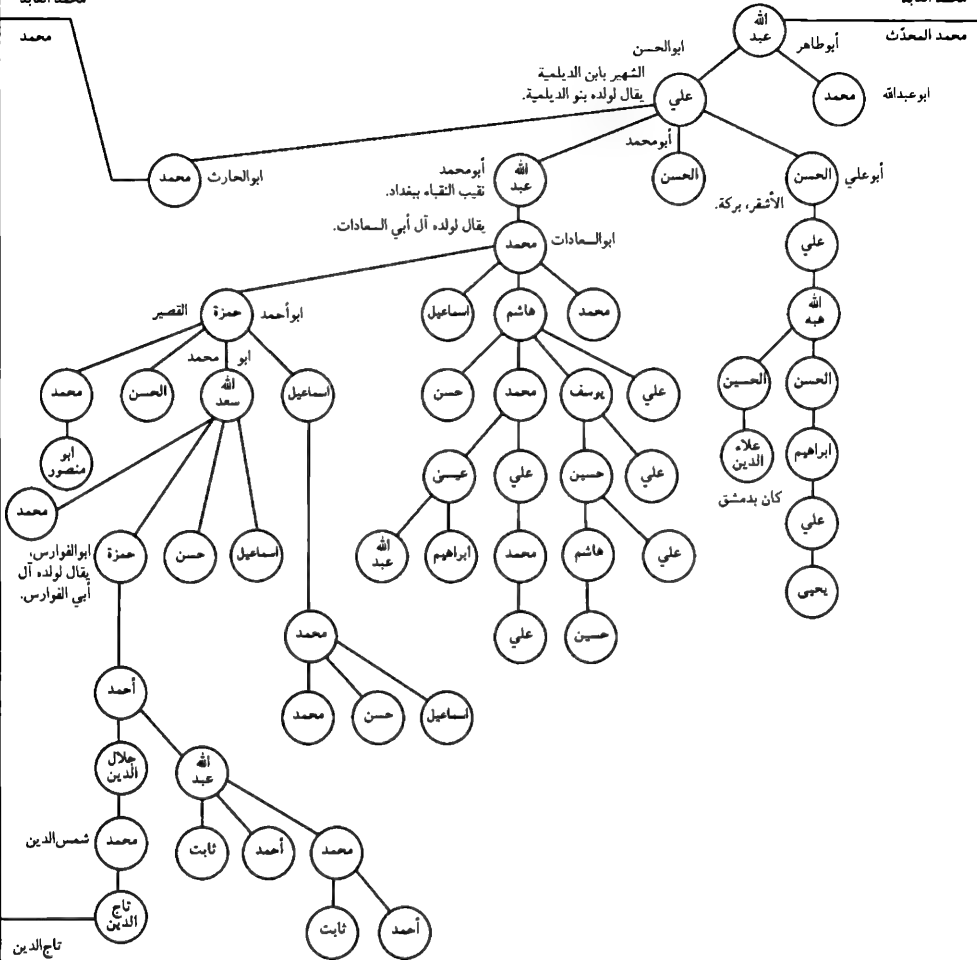 محمد المحدّث
الله
عبد
أبوطاهر
محمد
ابوعبدالله
محمد
ابوالحسن
الشهير بابن الديلمية
يقال لولده بنو الديلمية.
علي
أبوعلي
الحسن
الأشقر، بركة.
أبومحمد
الحسن
الله
عبد
أبومحمد
نقيب النقباء ببغداد.
محمد
ابوالحارث
علي
ابوالسعادات
محمد
يقال لولده آل أبي السعادات.
الله
هبه
محمد
هاشم
اسماعيل
ابوأحمد
حمزة
القصير
الحسن
الحسين
علي
يوسف
محمد
حسن
اسماعيل
ابو محمد
الله
سعد
الحسن
محمد
ابراهيم
علاء
الدين
كان بدمشق
علي
حسين
علي
عيسى
ابو
منصور
محمد
علي
علي
هاشم
محمد
ابراهيم
الله
عبد
اسماعيل
حسن
حمزة
ابوالفوارس،
يقال لولده آل
أبي الفوارس.
يحيى
حسين
علي
محمد
اسماعيل
حسن
محمد
أحمد
جلال
الدين
الله
عبد
محمد
أحمد
ثابت
محمد
شمس‌الدين
أحمد
ثابت
تاج
الدين
تاج‌الدين